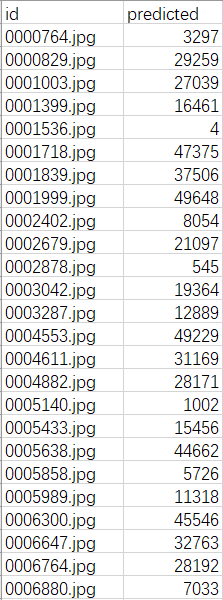 id predicted
0000764.jpg 3297
0000829.jpg 29259
0001003.jpg 27039
0001399.jpg 16461
0001536.jpg 4
0001718.jpg 47375
0001839.jpg 37506
0001999.jpg 49648
0002402.jpg 8054
0002679.jpg 21097
0002878.jpg 545
0003042.jpg 19364
0003287.jpg 12889
0004553.jpg 49229
0004611.jpg 31169
0004882.jpg 28171
0005140.jpg 1002
0005433.jpg 15456
0005638.jpg 44662
0005858.jpg 5726
0005989.jpg 11318
0006300.jpg 45546
0006647.jpg 32763
0006764.jpg 28192
0006880.jpg 7033